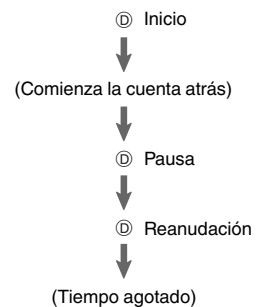 Ⓓ Inicio
(Comienza la cuenta atrás)
Ⓓ Pausa
Ⓓ Reanudación
(Tiempo agotado)